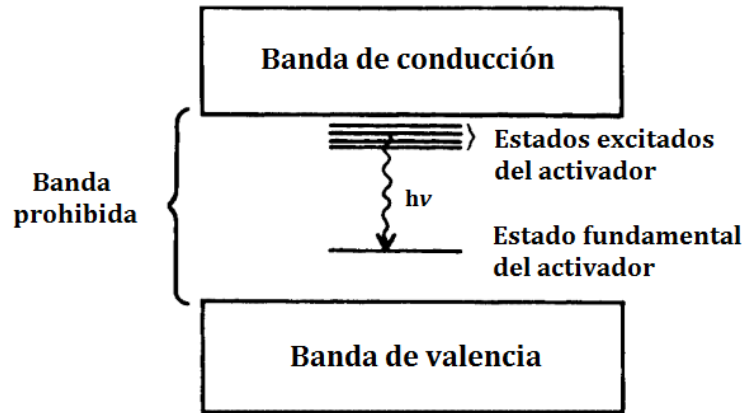 Banda de conducción
Estados excitados
del activador
Banda
prohibida
hν
Estado fundamental
del activador
Banda de valencia